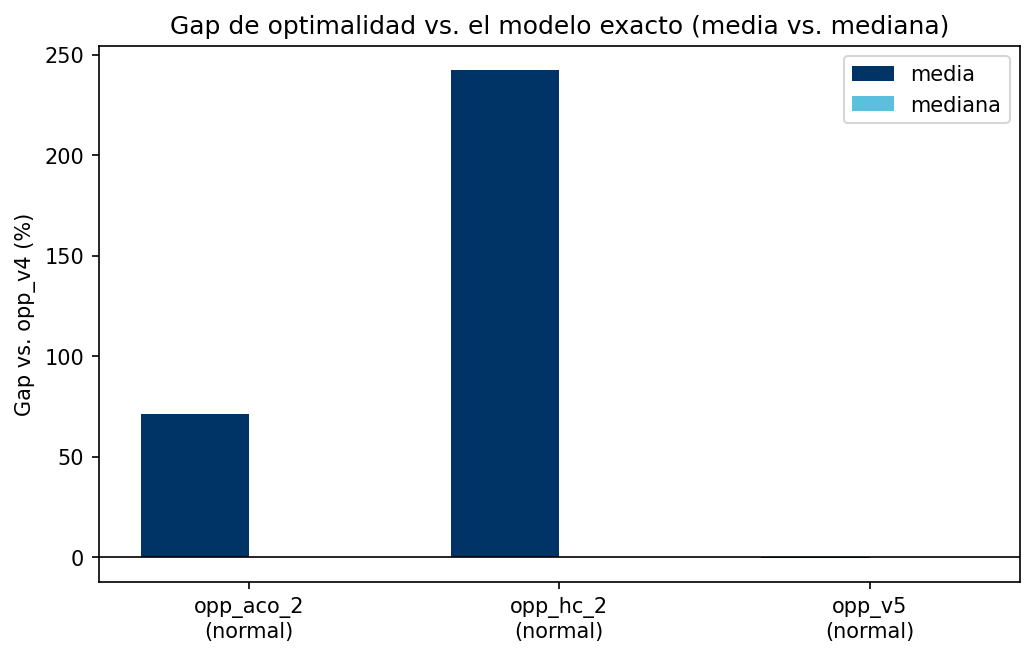 Gap de optimalidad vs. el modelo exacto (media vs. mediana)
250
200
150
100
50
0
Gap vs. opp_v4 (%)
media
mediana
opp_aco_2
(normal)
opp_hc_2
(normal)
opp_v5
(normal)